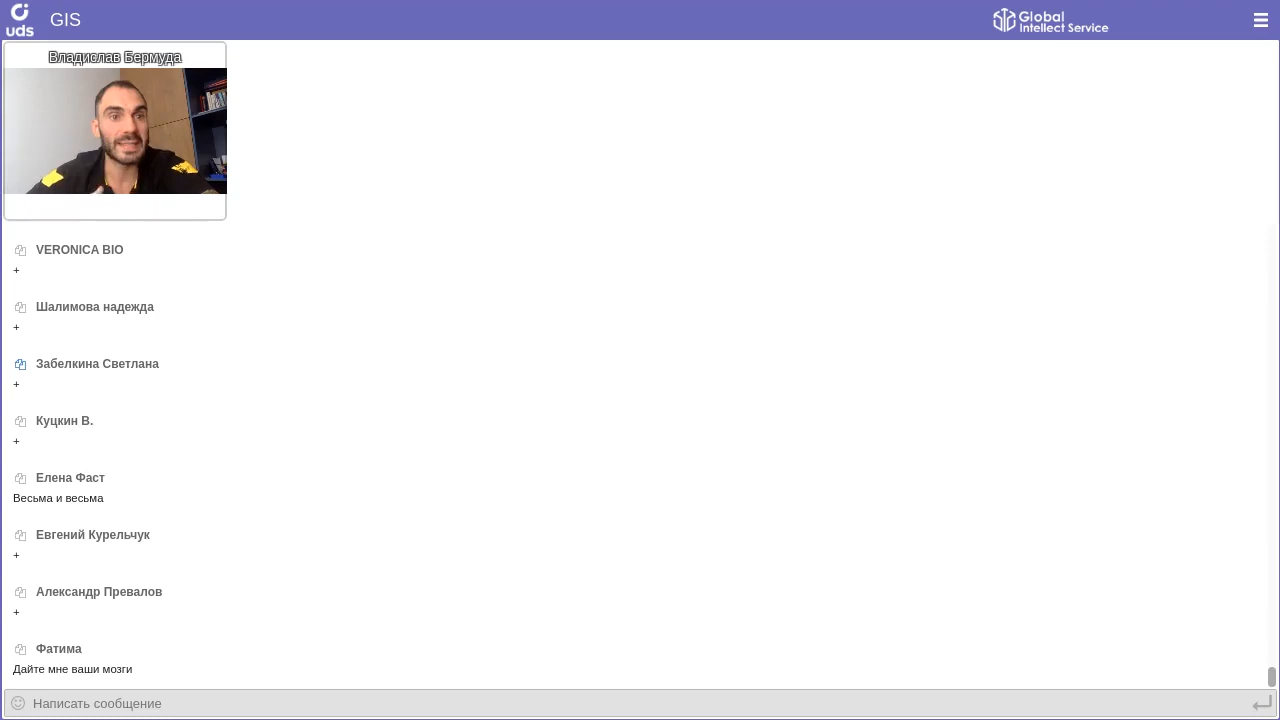 uds
GIS
Global
Intellect Service
Владислав Бермуда
VERONICA BIO
+
Шалимова надежда
+
Забелкина Светлана
+
Куцкин В.
+
Елена Фаст
Весьма и весьма
Евгений Курельчук
+
Александр Превалов
+
Фатима
Дайте мне ваши мозги
Написать сообщение